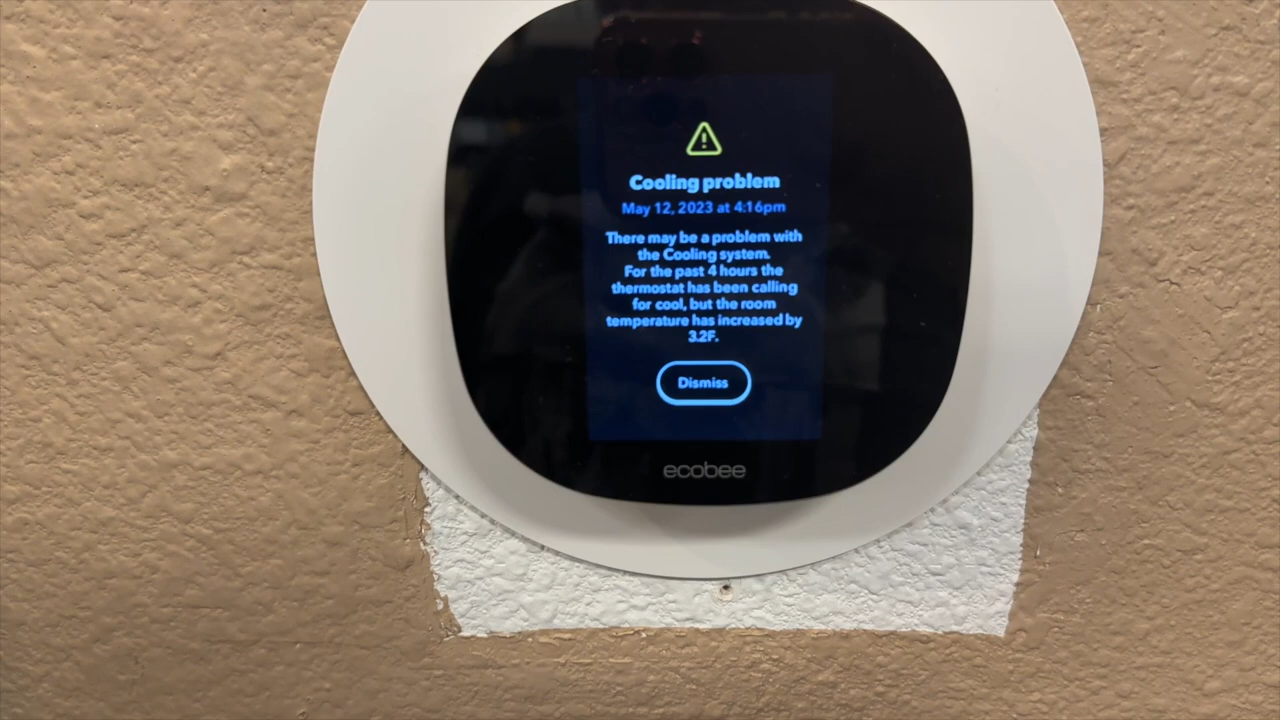 Cooling problem
May 12, 2023 at 4:16pm
There may be a problem with
the Cooling system.
For the past 4 hours the
thermostat has been calling
for cool, but the room
temperature has increased by
3.2F.
Dismiss
ecobee